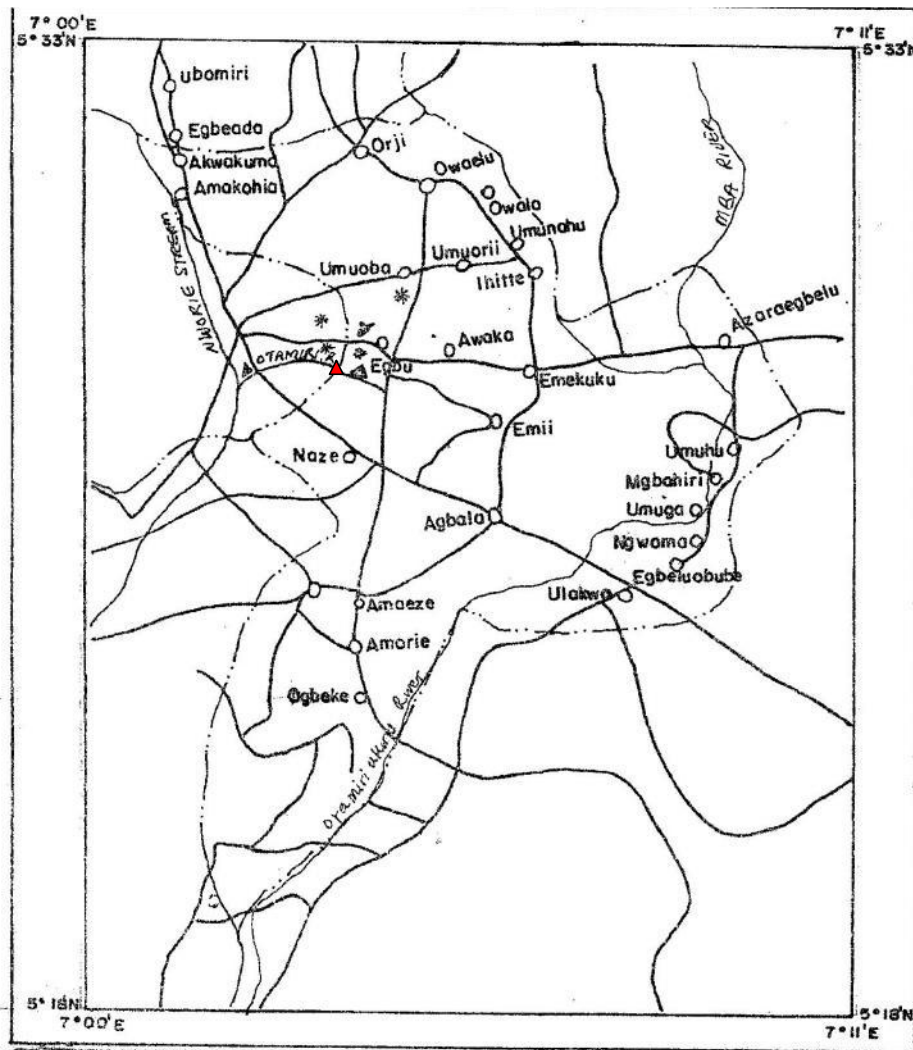 7°00'E
7°11'E
5°33'N
5°33'N
Ubomiri
Egbeada
Akwakuma
Amakohia
Orji
Owaelu
Owala
Umunahu
Umuorii
Umuoba
Ihitte
MBA RIVER
NWORIE STREAM
Azaraegbelu
Awaka
OTAMIRI R
Egbu
Emekuku
Emii
Naze
Umuhu
Mgbahiri
Umuga
Agbala
Ngwoma
Egbeluobube
Ulakwo
Amaeze
Amorie
Ogbeke
River
5°18'N
5°18'N
7°00'E
7°11'E